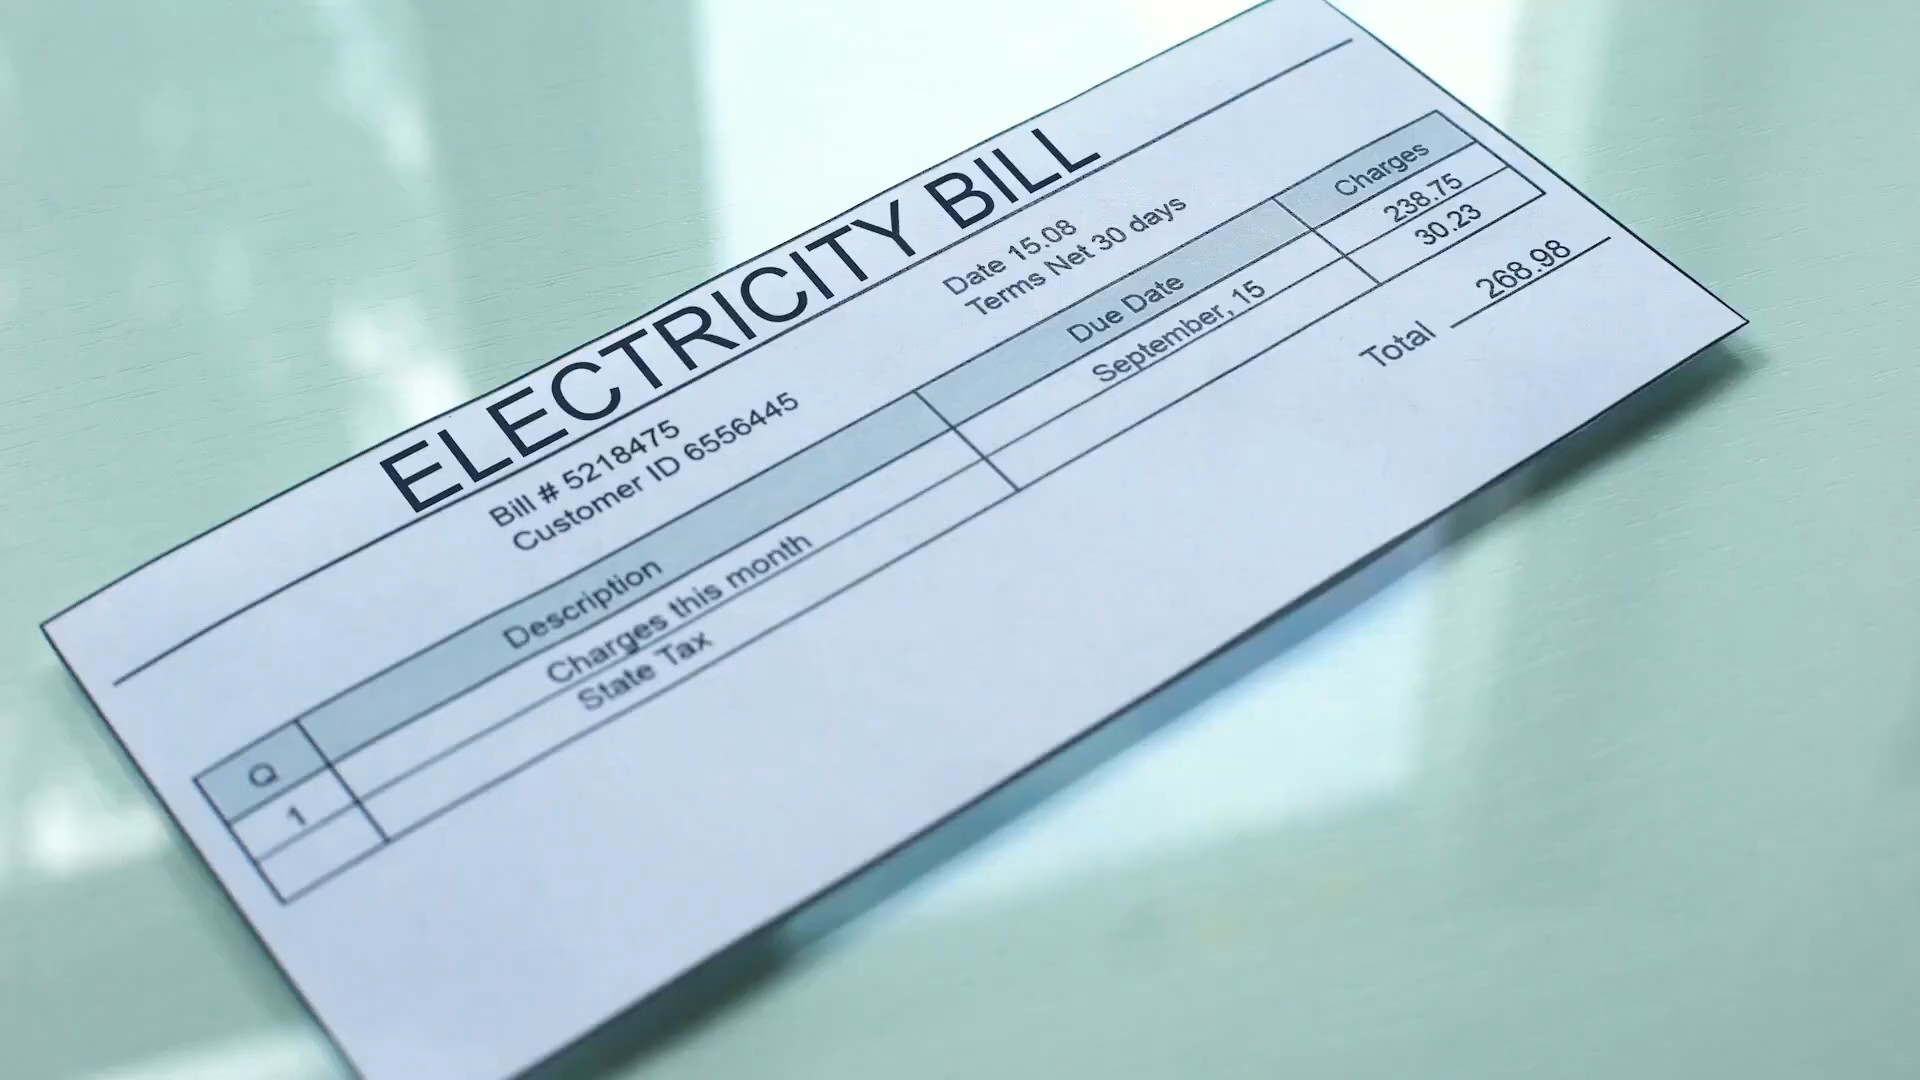 ELECTRICITY BILL
Bill # 5218475
Customer ID 6556445
Date 15.08
Terms Net 30 days
Q Description Due Date Charges
1 Charges this month September, 15 238.75
State Tax 30.23
Total 268.98